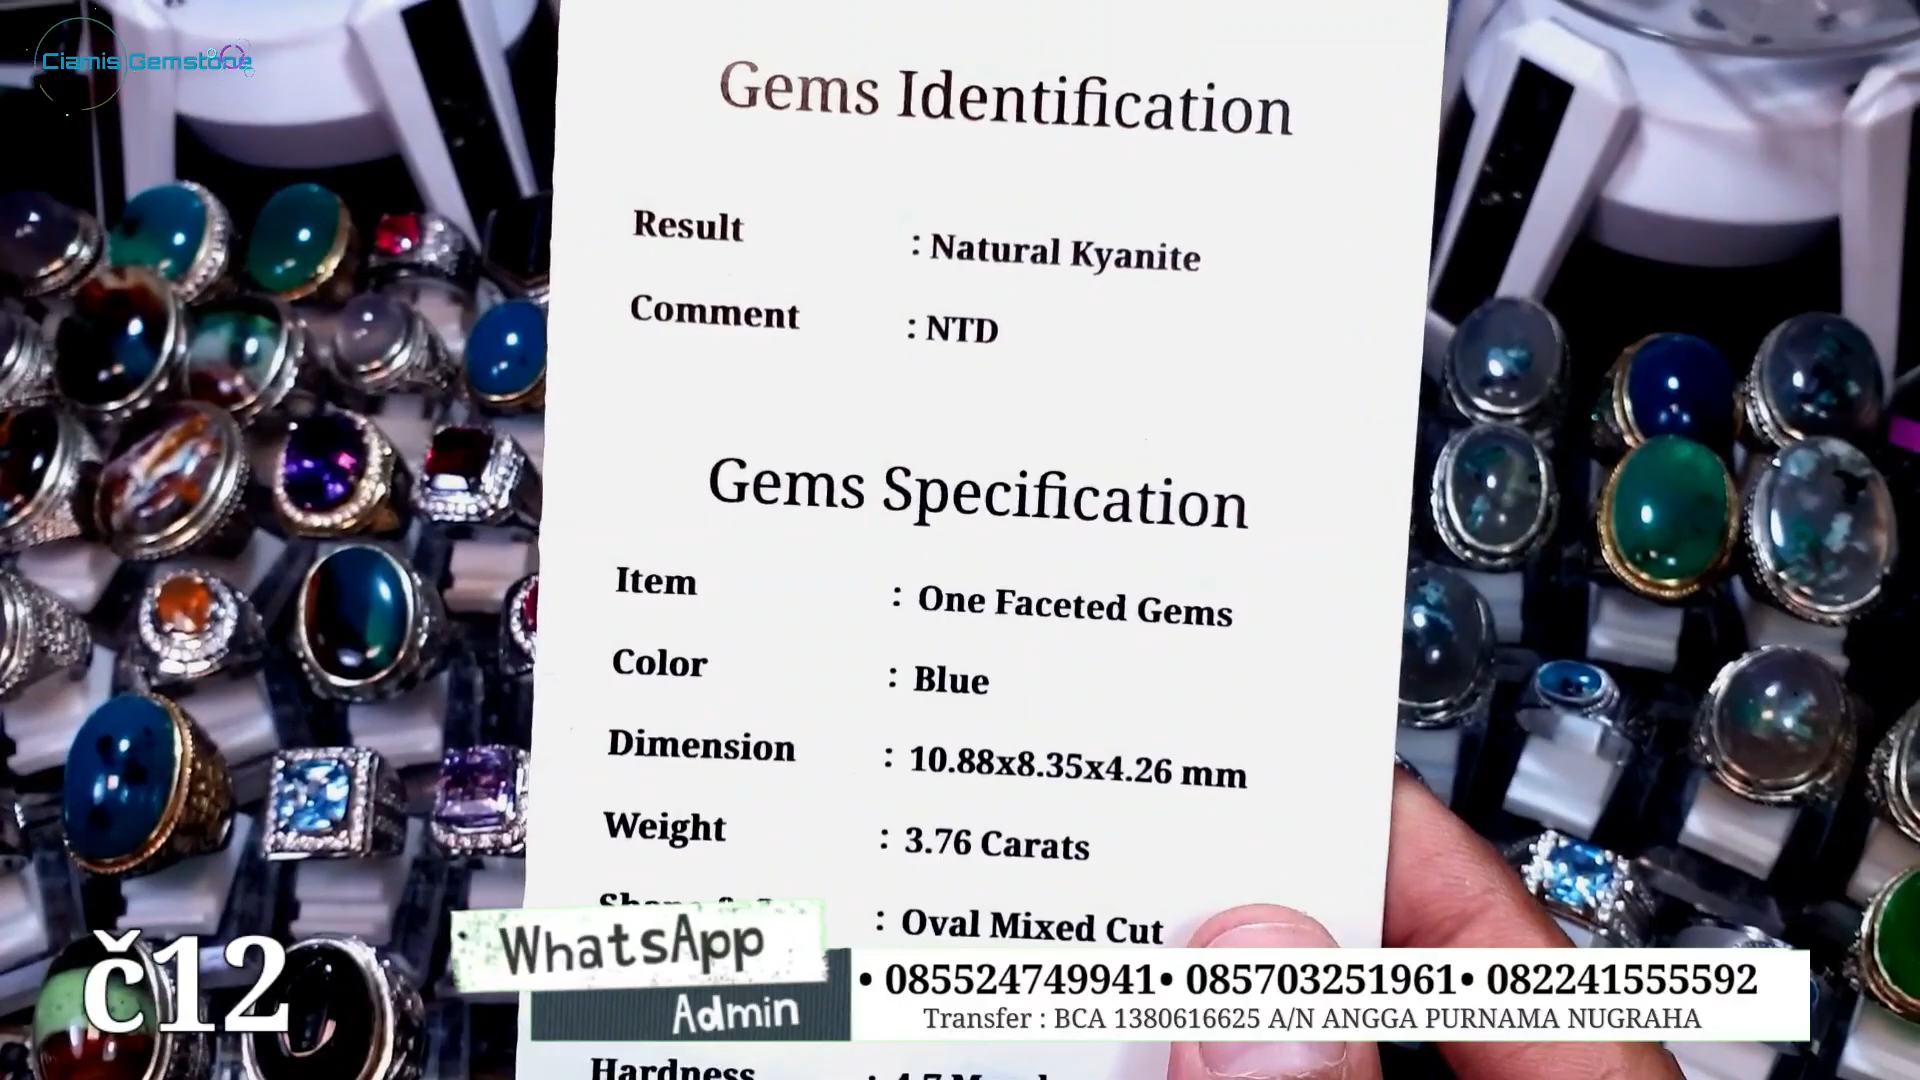 Ciamis Gemstone
Gems Identification
Result : Natural Kyanite
Comment : NTD
Gems Specification
Item : One Faceted Gems
Color : Blue
Dimension : 10.88x8.35x4.26 mm
Weight : 3.76 Carats
: Oval Mixed Cut
č12
WhatsApp
Admin
• 085524749941• 085703251961• 082241555592
Transfer : BCA 1380616625 A/N ANGGA PURNAMA NUGRAHA
Hardness :